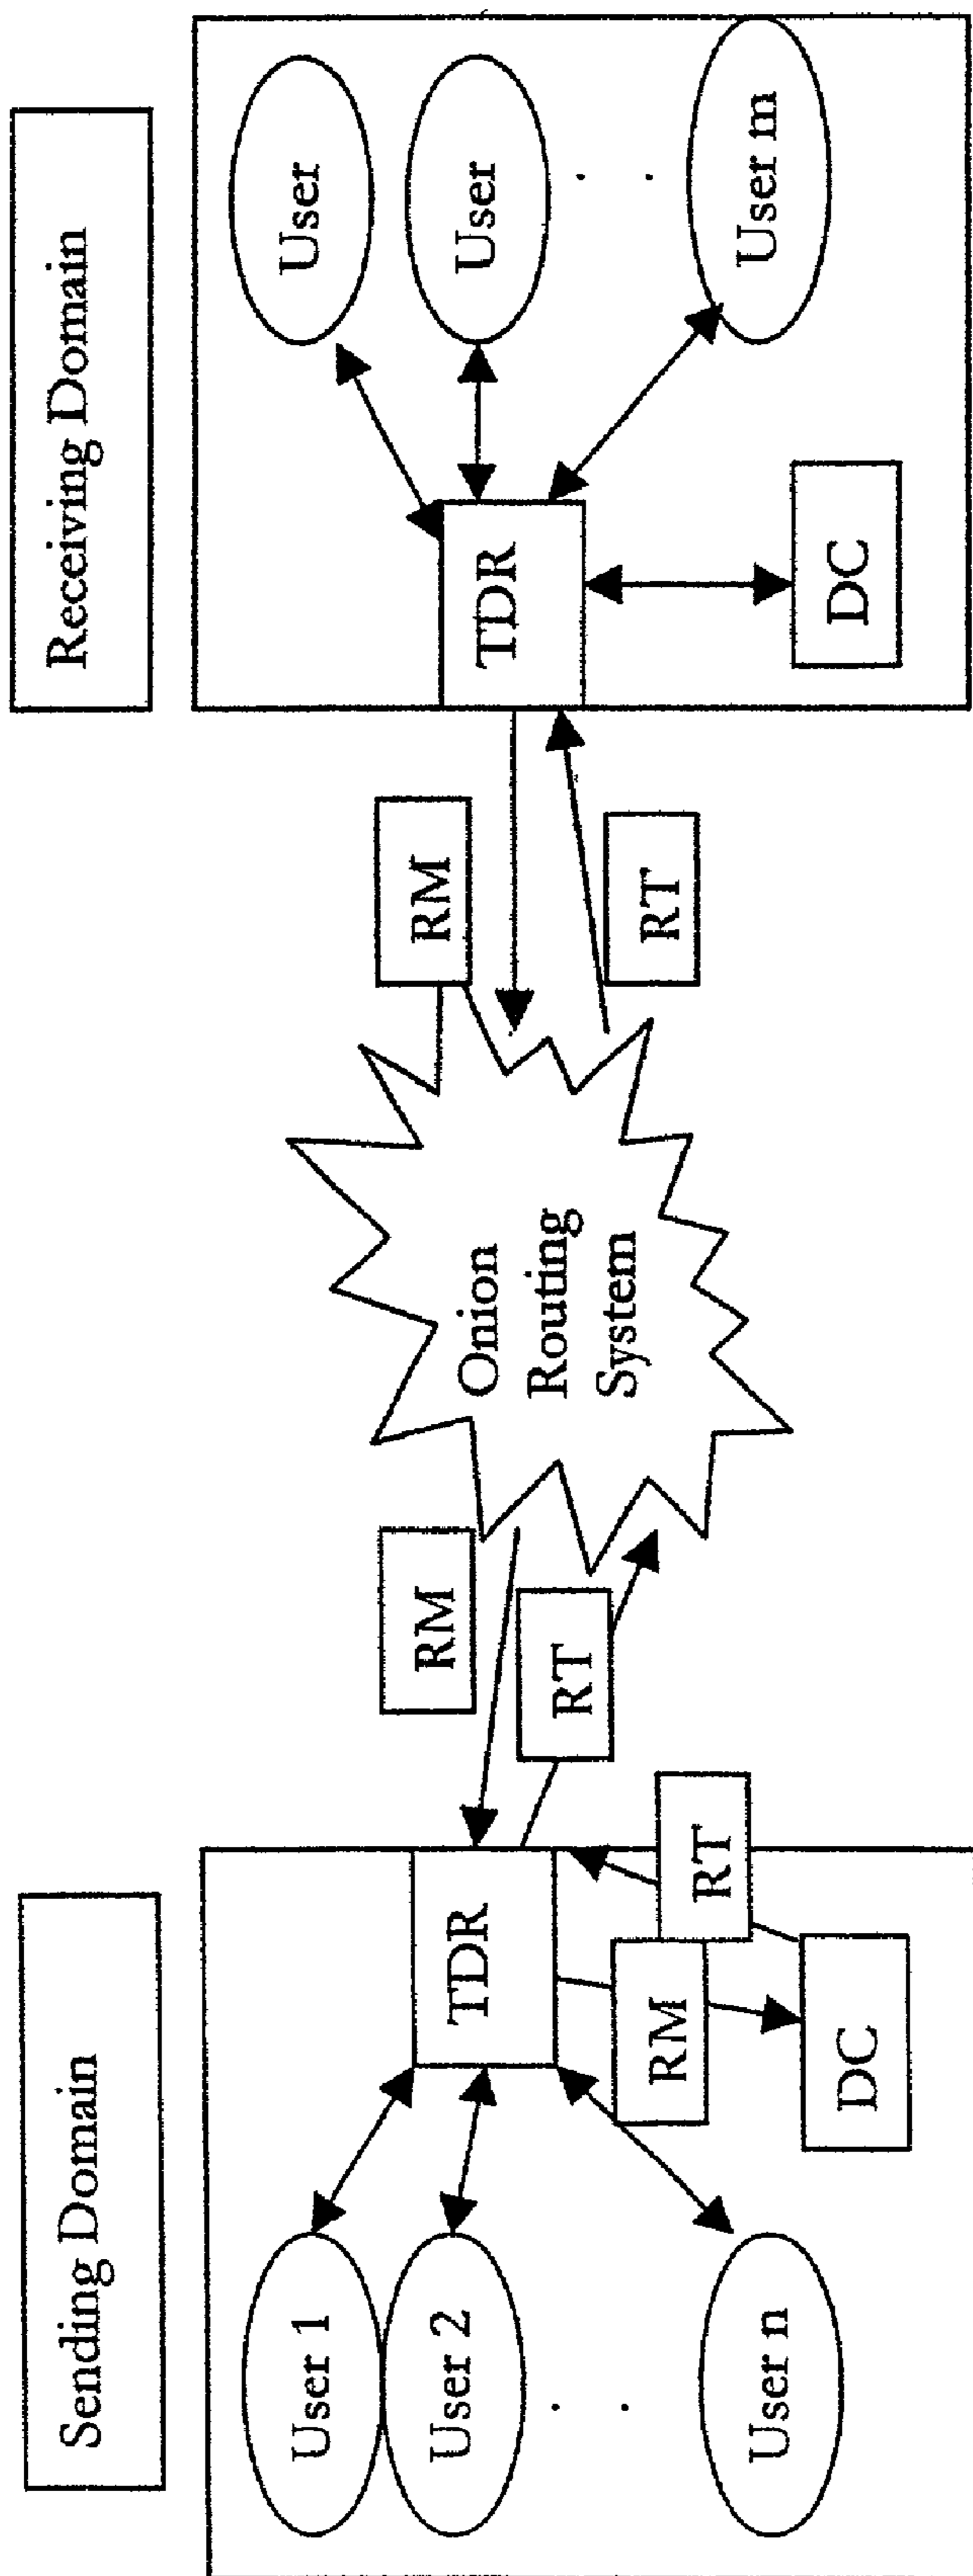 Sending Domain
User 1
User 2
.
.
User n
TDR
RM
RT
DC
RM
RT
Onion
Routing
System
RM
RT
Receiving Domain
TDR
DC
User
User
.
.
User m